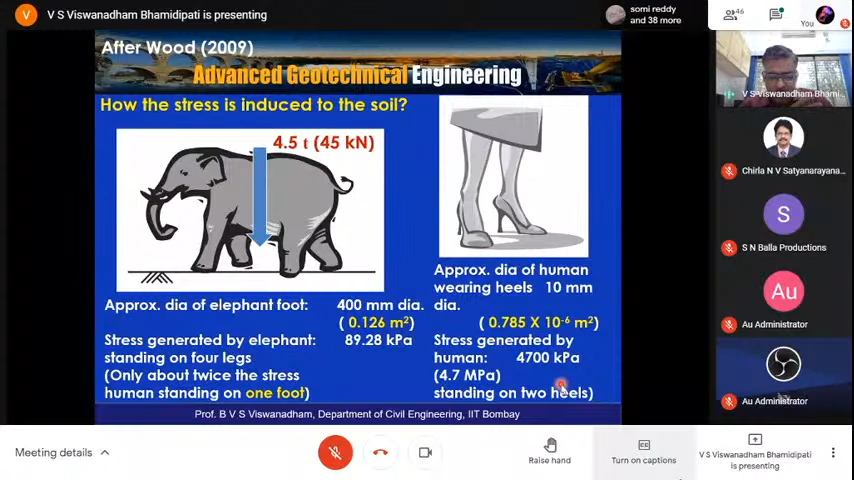 V
V S Viswanadham Bhamidipati is presenting
somi reddy
and 38 more
46
You
After Wood (2009)
Advanced Geotechnical Engineering
How the stress is induced to the soil?
4.5 t (45 kN)
Approx. dia of elephant foot: 400 mm dia.
( 0.126 m²)
Stress generated by elephant: 89.28 kPa
standing on four legs
(Only about twice the stress
human standing on one foot)
Approx. dia of human
wearing heels 10 mm
dia.
( 0.785 X 10⁻⁶ m²)
Stress generated by
human: 4700 kPa
(4.7 MPa)
standing on two heels)
Prof. B V S Viswanadham, Department of Civil Engineering, IIT Bombay
V S Viswanadham Bhami...
Chirla N V Satyanarayana...
S
S N Balla Productions
Au
Au Administrator
Au Administrator
Meeting details
Raise hand
Turn on captions
V S Viswanadham Bhamidipati
is presenting